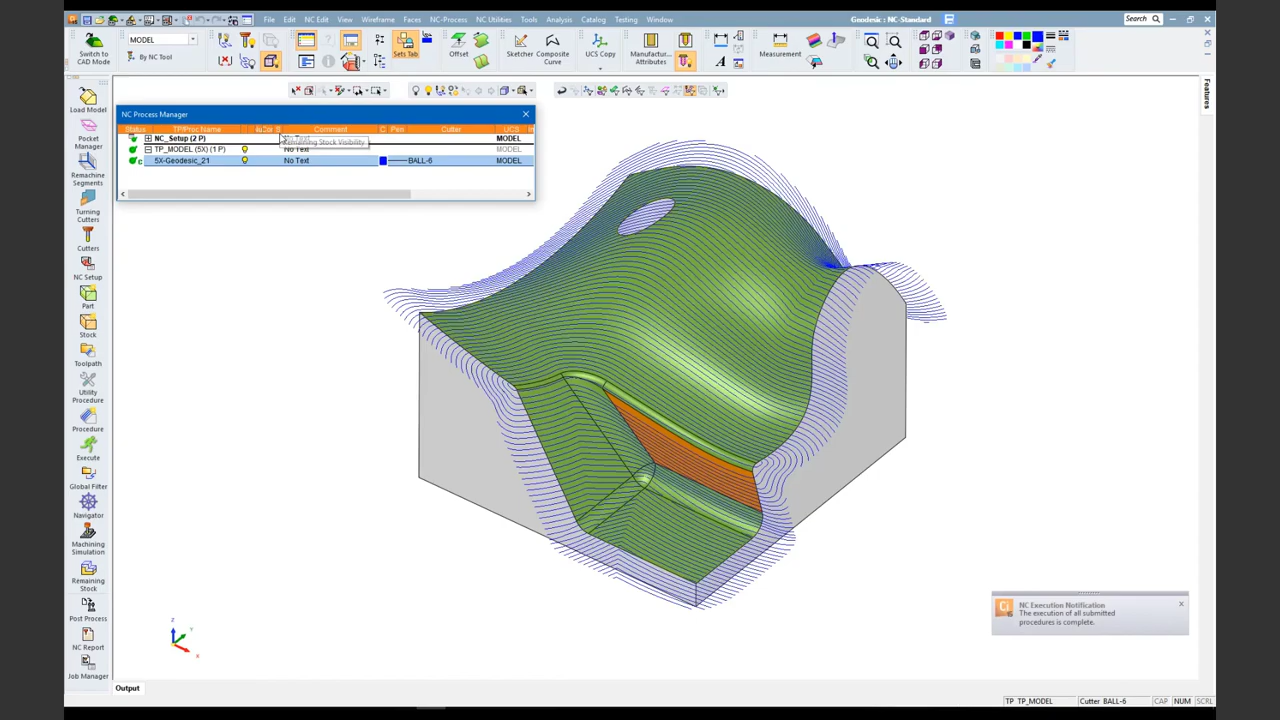 File Edit NC Edit View Wireframe Faces NC-Process NC Utilities Tools Analysis Catalog Testing Window
Geodesic : NC-Standard
Search
Switch to
CAD Mode
MODEL
By NC Tool
Sets Tab
Offset
Sketcher
Composite
Curve
UCS Copy
Manufactur...
Attributes
Measurement
Features
Load Model
Pocket
Manager
Remachine
Segments
Turning
Cutters
Cutters
NC Setup
Part
Stock
Toolpath
Utility
Procedure
Procedure
Execute
Global Filter
Navigator
Machining
Simulation
Remaining
Stock
Post Process
NC Report
Job Manager
NC Process Manager
Status TP/Proc Name Comment C Pen Cutter UCS
NC_Setup (2 P) No Text MODEL
Remaining Stock Visibility
TP_MODEL (5X) (1 P) No Text MODEL
c 5X-Geodesic_21 No Text BALL-6 MODEL
Z
Y
X
NC Execution Notification
The execution of all submitted
procedures is complete.
Output
TP TP_MODEL Cutter BALL-6 CAP NUM SCRL